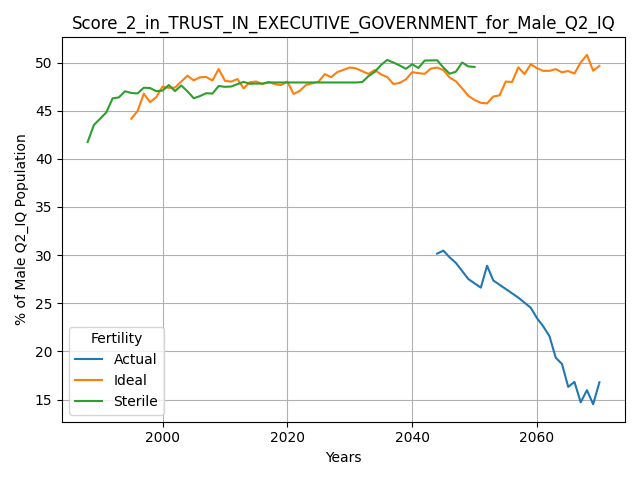 Score_2_in_TRUST_IN_EXECUTIVE_GOVERNMENT_for_Male_Q2_IQ
% of Male Q2_IQ Population
50
45
40
35
30
25
20
15
Fertility
Actual
Ideal
Sterile
2000
2020
2040
2060
Years